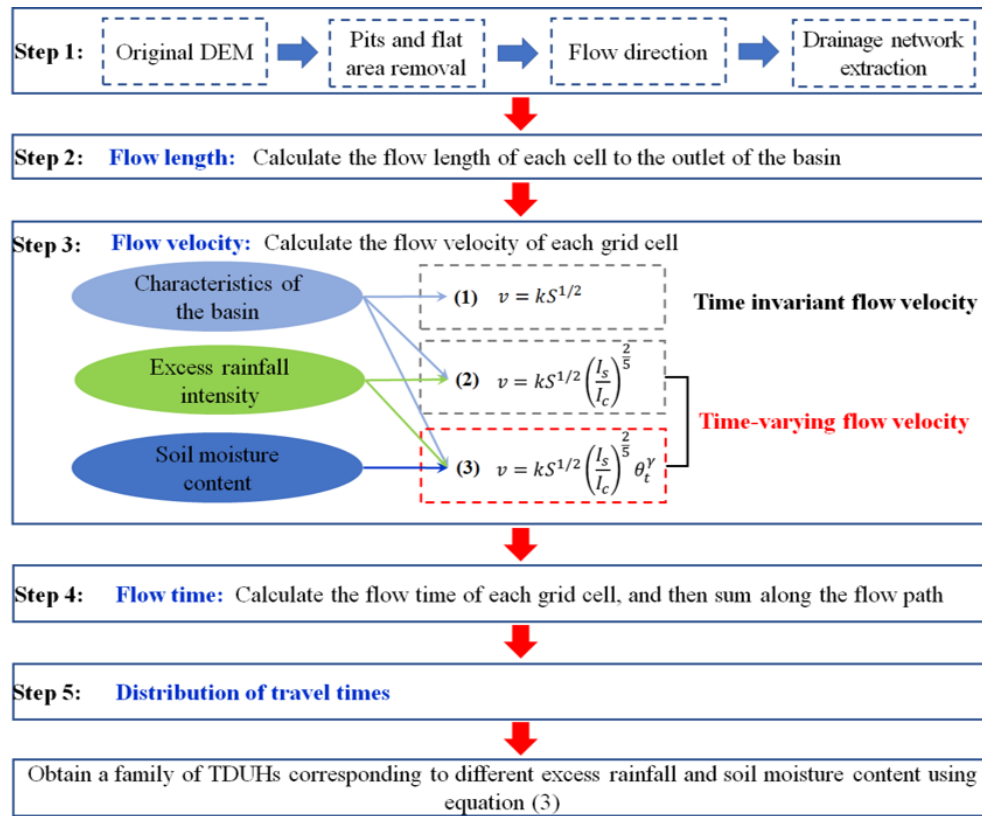 Step 1:
Original DEM
Pits and flat
area removal
Flow direction
Drainage network
extraction
Step 2: Flow length: Calculate the flow length of each cell to the outlet of the basin
Step 3: Flow velocity: Calculate the flow velocity of each grid cell
Characteristics of
the basin
(1) v = kS^{1/2}
Time invariant flow velocity
Excess rainfall
intensity
(2) v = kS^{1/2} (I_s/I_c)^{2/5}
Time-varying flow velocity
Soil moisture
content
(3) v = kS^{1/2} (I_s/I_c)^{2/5} θ_t^γ
Step 4: Flow time: Calculate the flow time of each grid cell, and then sum along the flow path
Step 5: Distribution of travel times
Obtain a family of TDUHs corresponding to different excess rainfall and soil moisture content using
equation (3)